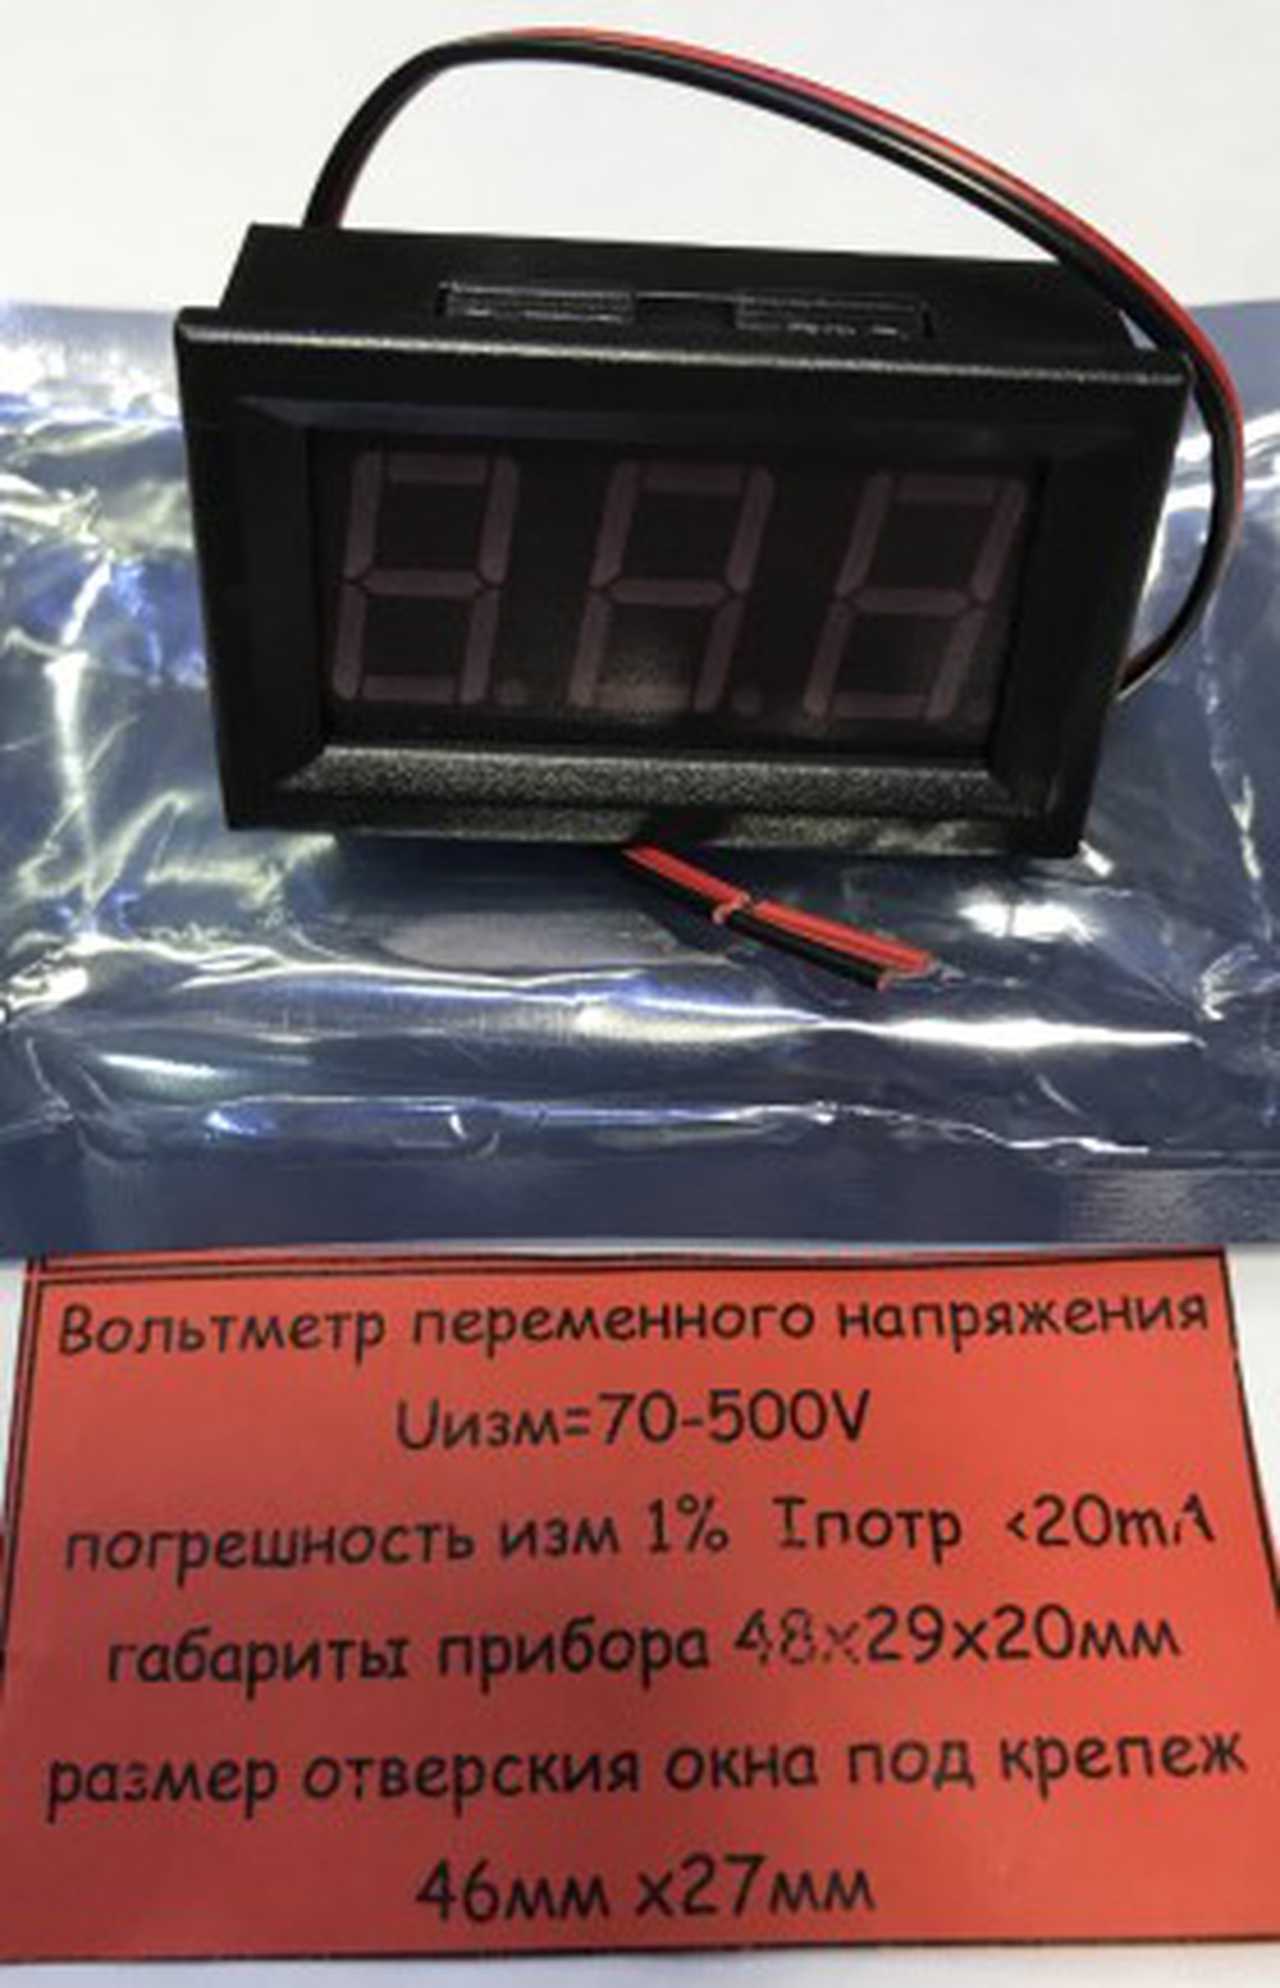 Вольтметр переменного напряжения
Uизм=70-500V
погрешность изм 1% Iпотр <20mA
габариты прибора 48х29х20мм
размер отверския окна под крепеж
46мм х27мм